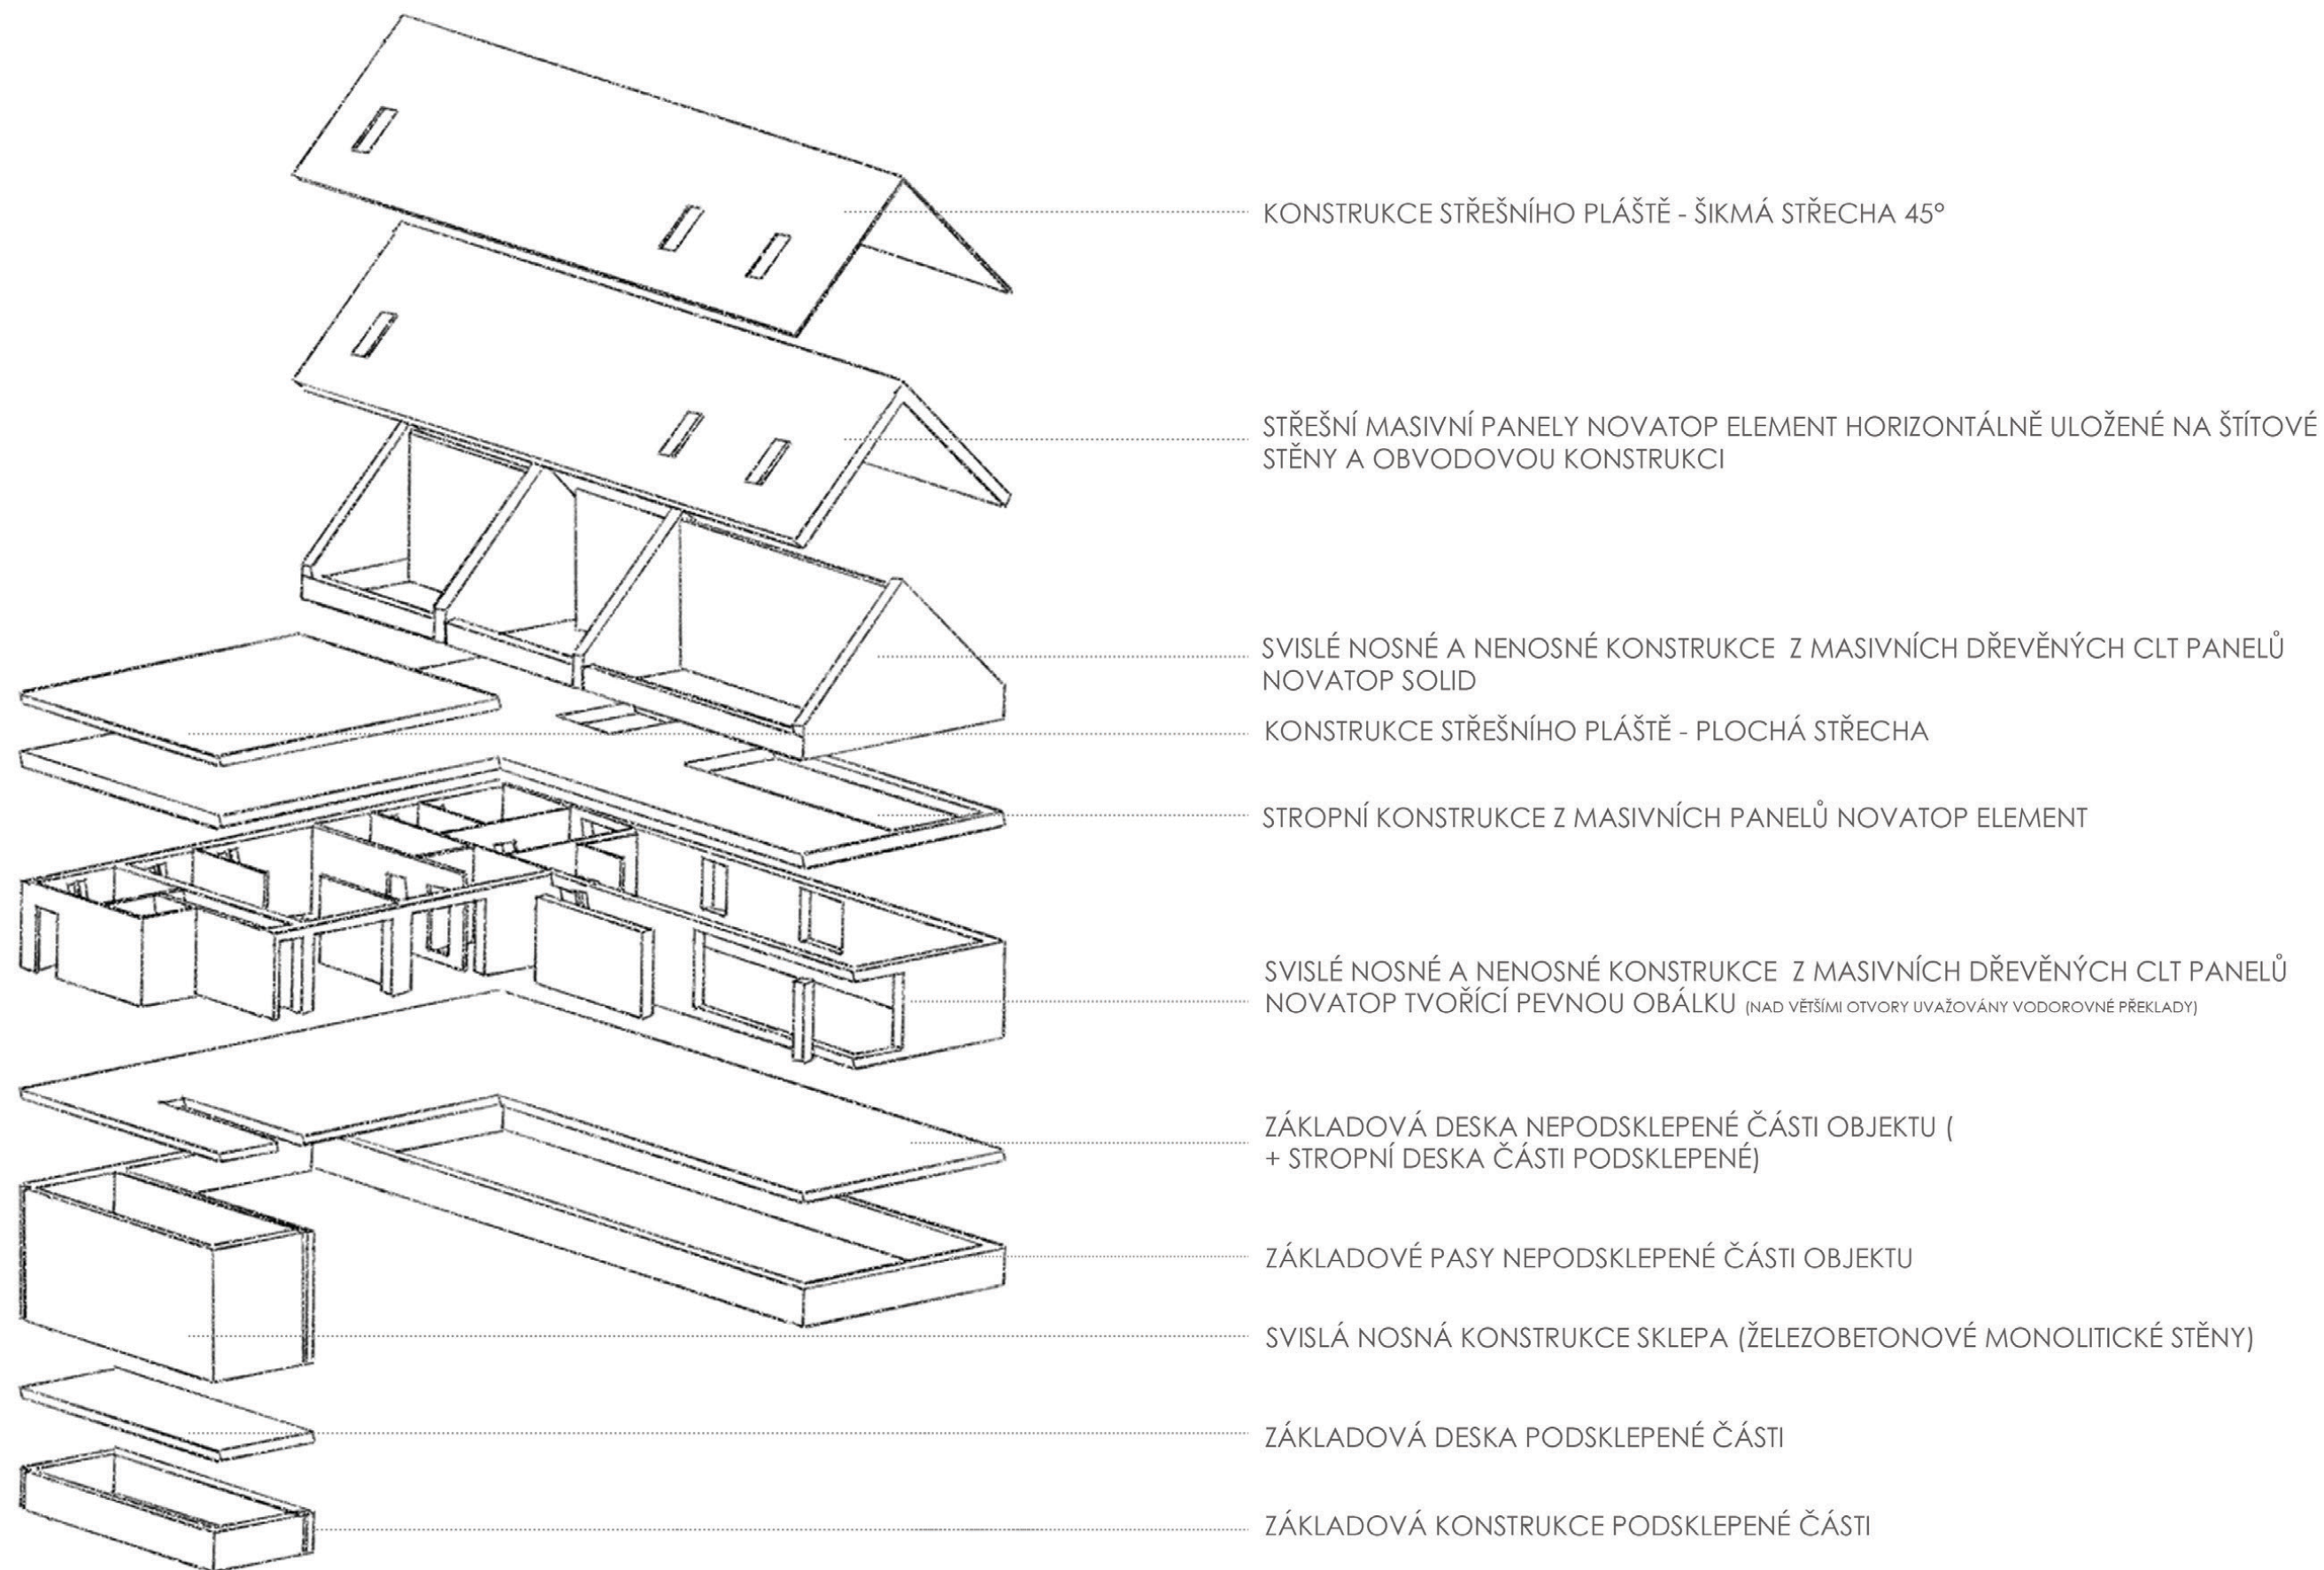 KONSTRUKCE STŘEŠNÍHO PLÁŠTĚ - ŠIKMÁ STŘECHA 45°
STŘEŠNÍ MASIVNÍ PANELY NOVATOP ELEMENT HORIZONTÁLNĚ ULOŽENÉ NA ŠTÍTOVÉ
STĚNY A OBVODOVOU KONSTRUKCI
SVISLÉ NOSNÉ A NENOSNÉ KONSTRUKCE Z MASIVNÍCH DŘEVĚNÝCH CLT PANELŮ
NOVATOP SOLID
KONSTRUKCE STŘEŠNÍHO PLÁŠTĚ - PLOCHÁ STŘECHA
STROPNÍ KONSTRUKCE Z MASIVNÍCH PANELŮ NOVATOP ELEMENT
SVISLÉ NOSNÉ A NENOSNÉ KONSTRUKCE Z MASIVNÍCH DŘEVĚNÝCH CLT PANELŮ
NOVATOP TVOŘÍCÍ PEVNOU OBÁLKU (NAD VĚTŠÍMI OTVORY UVAŽOVÁNY VODOROVNÉ PŘEKLADY)
ZÁKLADOVÁ DESKA NEPODSKLEPENÉ ČÁSTI OBJEKTU (
+ STROPNÍ DESKA ČÁSTI PODSKLEPENÉ)
ZÁKLADOVÉ PASY NEPODSKLEPENÉ ČÁSTI OBJEKTU
SVISLÁ NOSNÁ KONSTRUKCE SKLEPA (ŽELEZOBETONOVÉ MONOLITICKÉ STĚNY)
ZÁKLADOVÁ DESKA PODSKLEPENÉ ČÁSTI
ZÁKLADOVÁ KONSTRUKCE PODSKLEPENÉ ČÁSTI